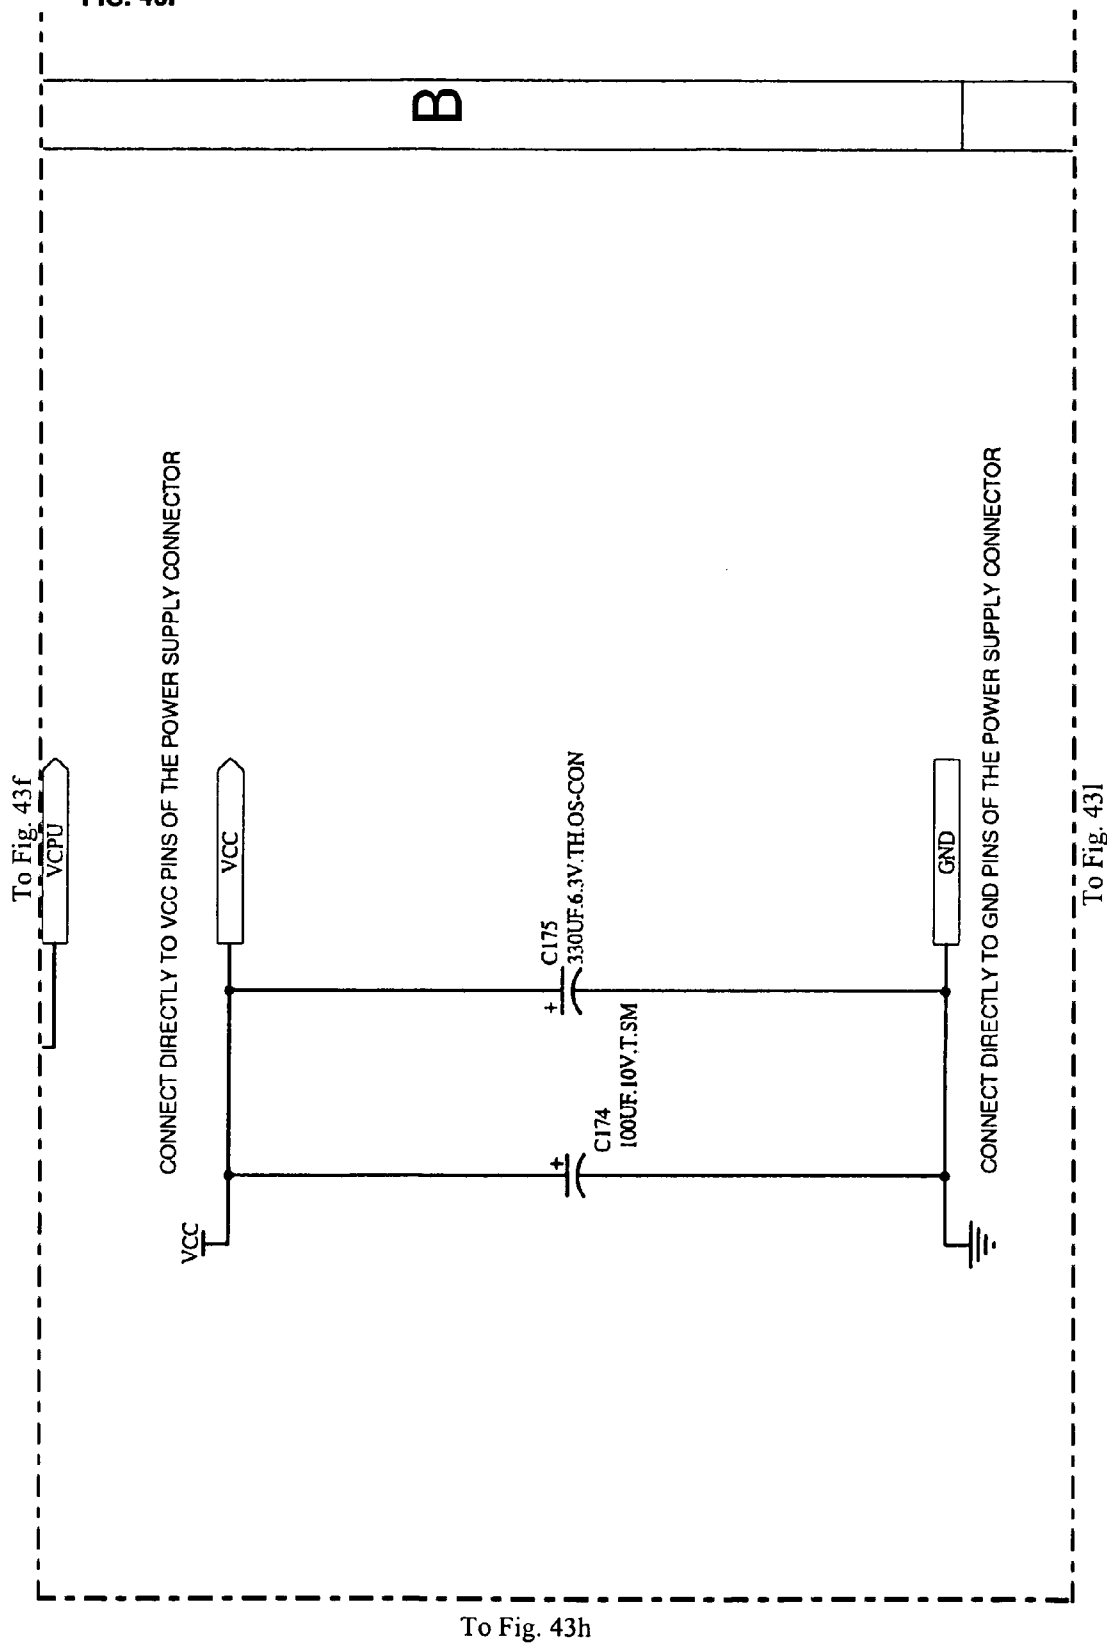 To Fig. 43f
VCPU
B
CONNECT DIRECTLY TO VCC PINS OF THE POWER SUPPLY CONNECTOR
VCC
VCC
C175
330UF.6.3V.TH.OS-CON
C174
100UF.10V.T.SM
+
+
GND
CONNECT DIRECTLY TO GND PINS OF THE POWER SUPPLY CONNECTOR
To Fig. 43l
To Fig. 43h